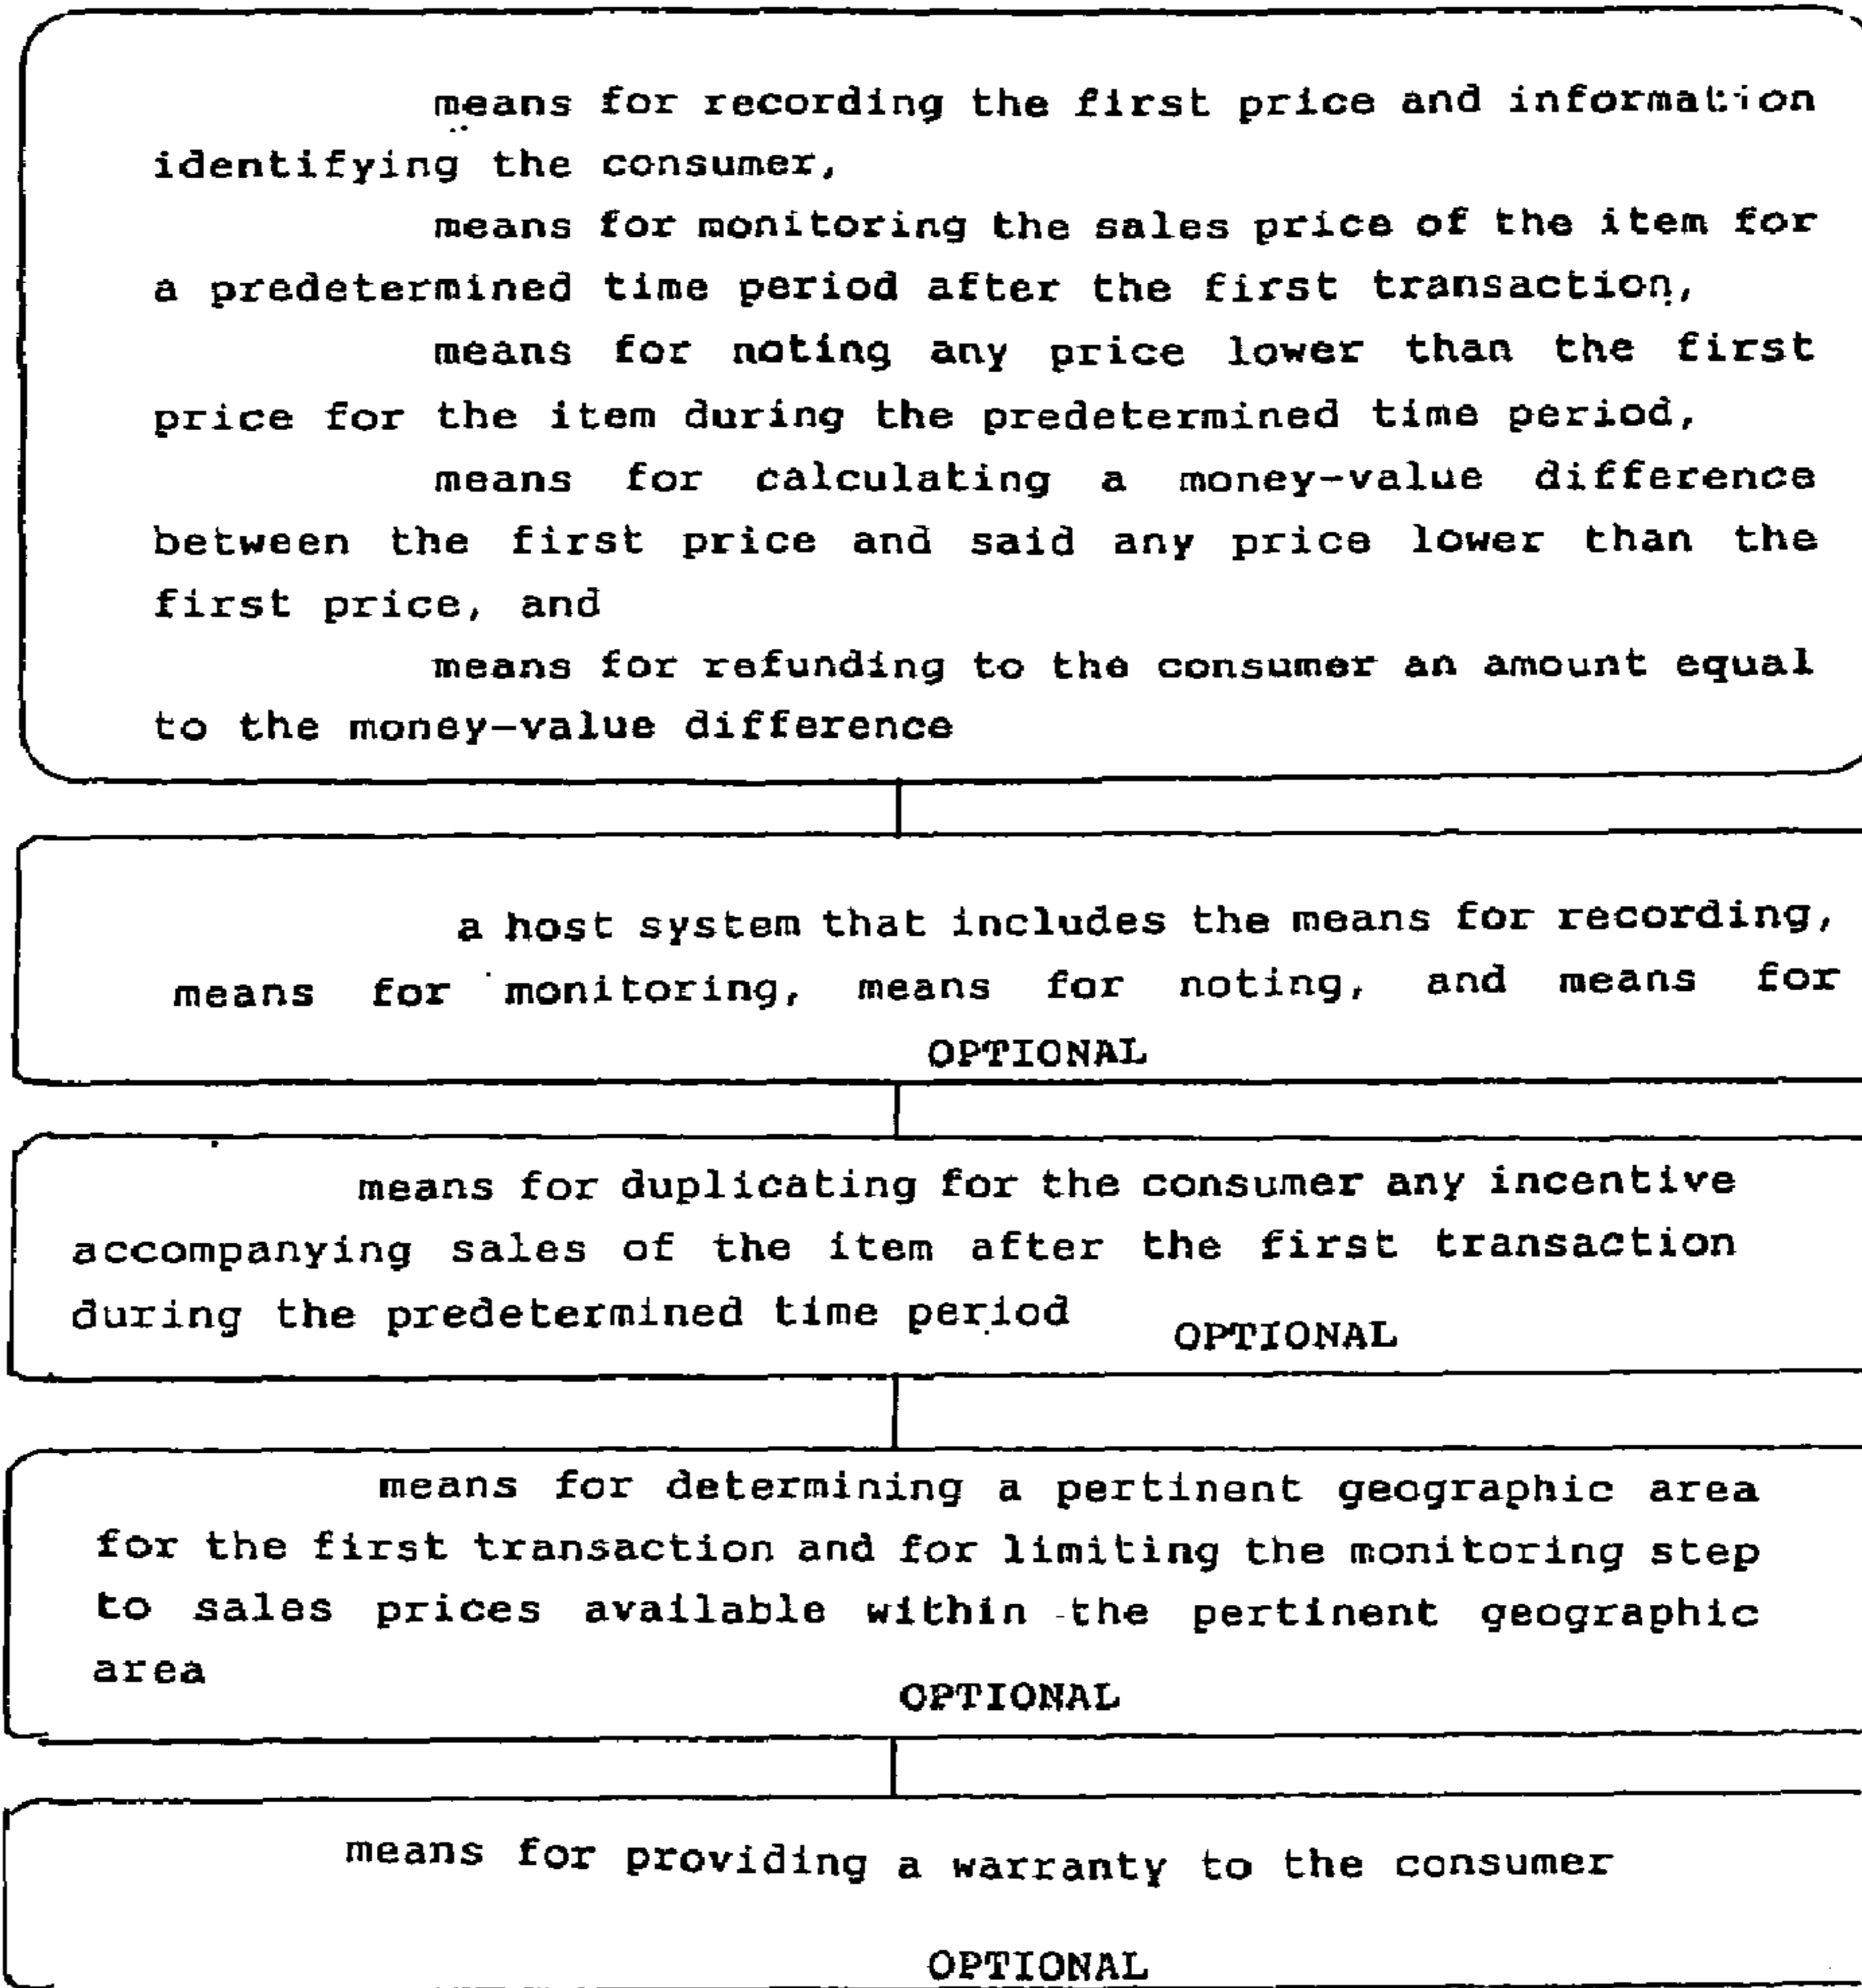 means for recording the first price and information
identifying the consumer,
means for monitoring the sales price of the item for
a predetermined time period after the first transaction,
means for noting any price lower than the first
price for the item during the predetermined time period,
means for calculating a money-value difference
between the first price and said any price lower than the
first price, and
means for refunding to the consumer an amount equal
to the money-value difference
a host system that includes the means for recording,
means for monitoring, means for noting, and means for
OPTIONAL
means for duplicating for the consumer any incentive
accompanying sales of the item after the first transaction
during the predetermined time period
OPTIONAL
means for determining a pertinent geographic area
for the first transaction and for limiting the monitoring step
to sales prices available within the pertinent geographic
area
OPTIONAL
means for providing a warranty to the consumer
OPTIONAL